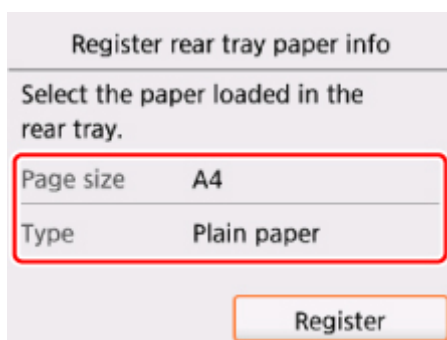 Register rear tray paper info
Select the paper loaded in the
rear tray.
Page size A4
Type Plain paper
Register